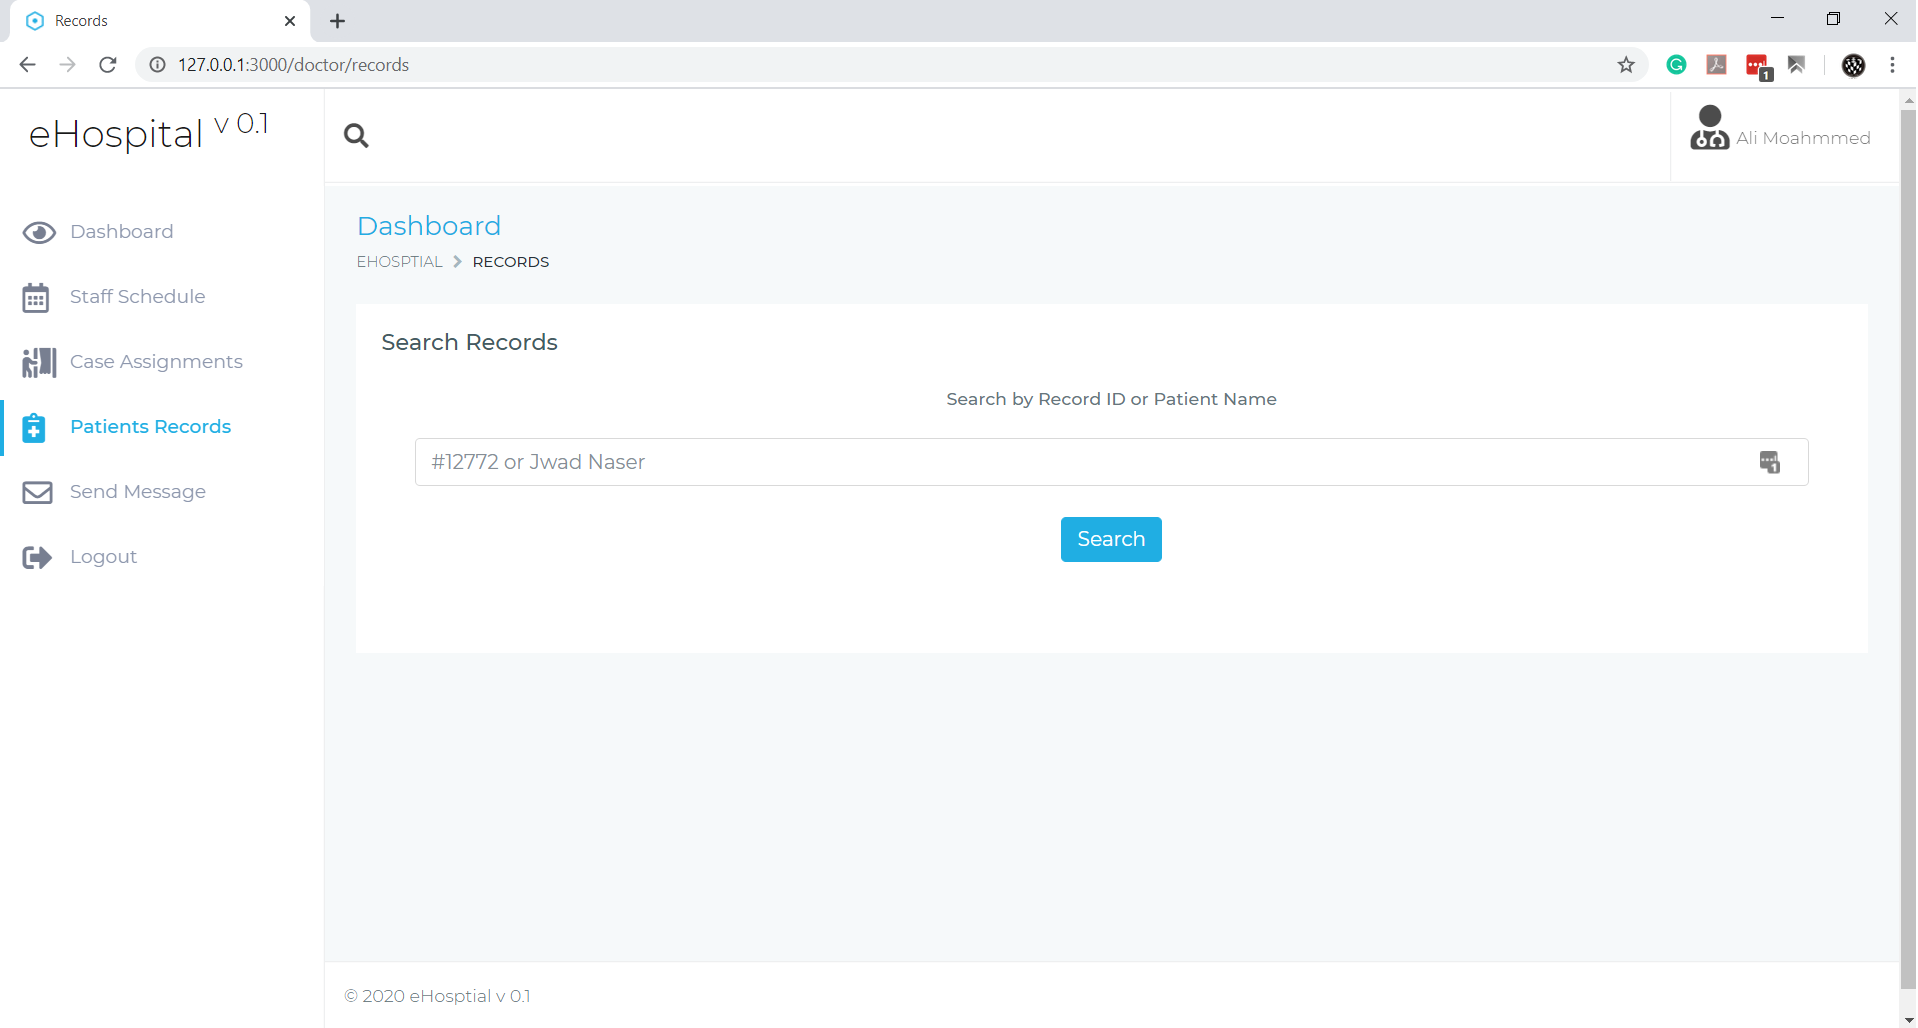 Records
127.0.0.1:3000/doctor/records
1
eHospital v 0.1
Ali Moahmmed
Dashboard
Staff Schedule
Case Assignments
Patients Records
Send Message
Logout
Dashboard
EHOSPTIAL > RECORDS
Search Records
Search by Record ID or Patient Name
#12772 or Jwad Naser
1
Search
© 2020 eHosptial v 0.1